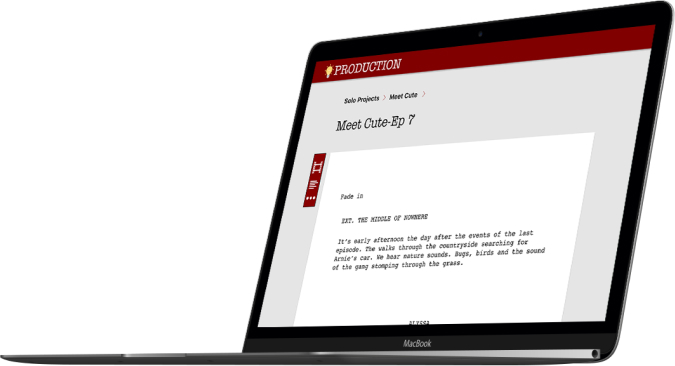 PRODUCTION
Solo Projects > Meet Cute >
Meet Cute-Ep 7
Fade in
EXT. THE MIDDLE OF NOWHERE
It's early afternoon the day after the events of the last
episode. The walks through the countryside searching for
Arnie's car. We hear nature sounds. Bugs, birds and the sound
of the gang stomping through the grass.
ALYSSA
MacBook